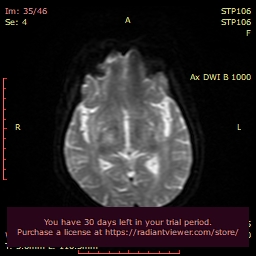 Im: 35/46
Se: 4
A
STP106
STP106
F
Ax DWI B 1000
R
L
You have 30 days left in your trial period.
Purchase a license at https://radiantviewer.com/store/